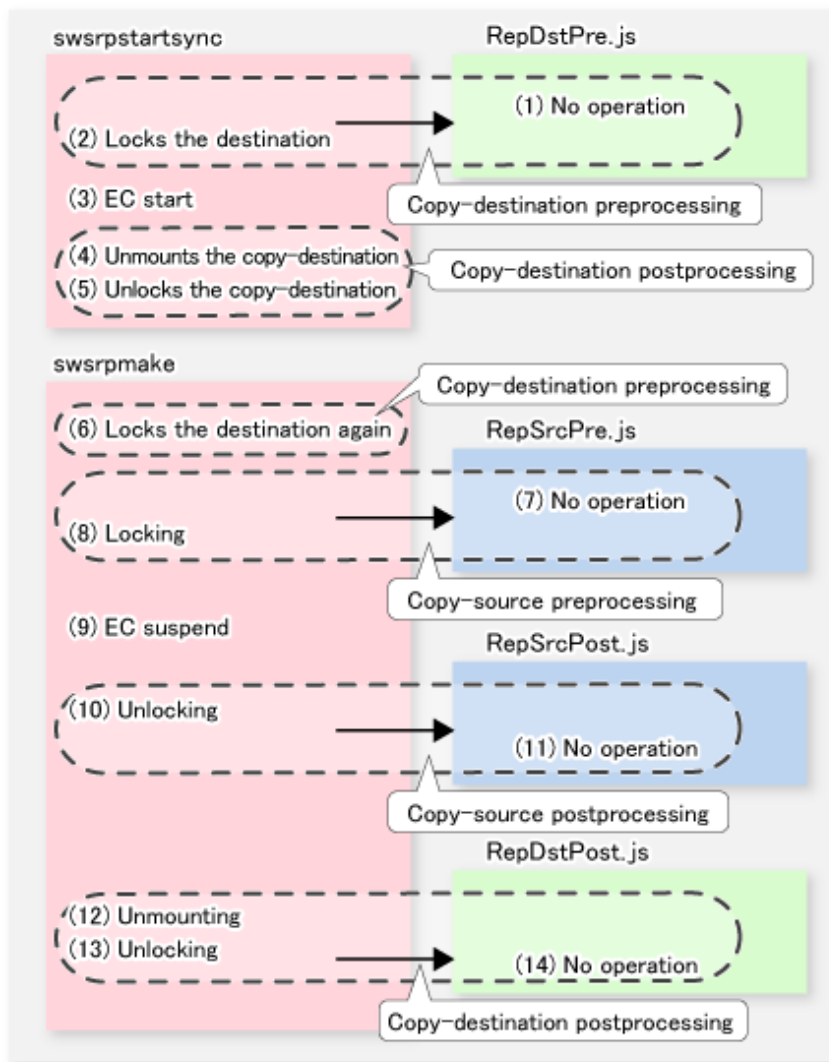 swsrpstartsync
RepDstPre.js
(1) No operation
(2) Locks the destination
Copy-destination preprocessing
(3) EC start
(4) Unmounts the copy-destination
(5) Unlocks the copy-destination
Copy-destination postprocessing
swsrpmake
Copy-destination preprocessing
(6) Locks the destination again
RepSrcPre.js
(7) No operation
(8) Locking
Copy-source preprocessing
(9) EC suspend
RepSrcPost.js
(10) Unlocking
(11) No operation
Copy-source postprocessing
RepDstPost.js
(12) Unmounting
(13) Unlocking
(14) No operation
Copy-destination postprocessing